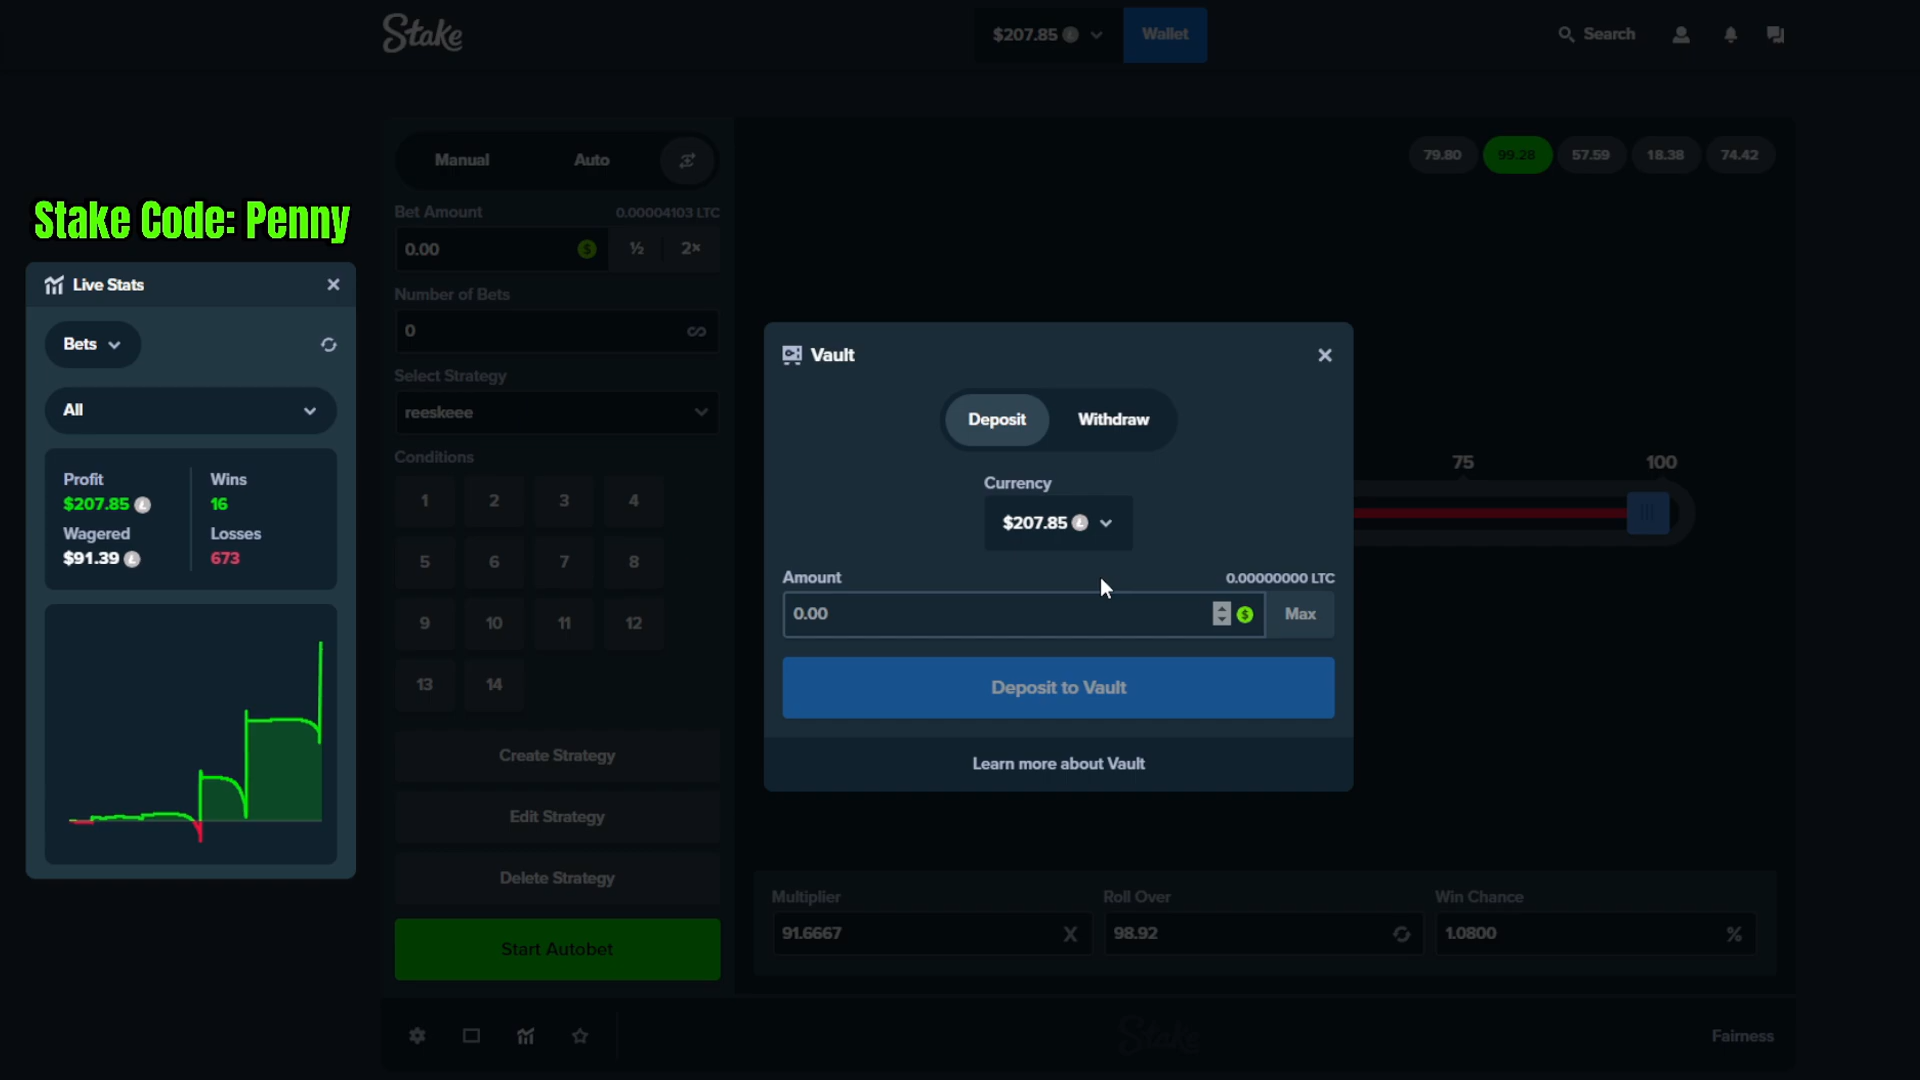 Stake
$207.85
Wallet
Search
Stake Code: Penny
Live Stats
Bets
All
Profit
$207.85
Wins
16
Wagered
$91.39
Losses
673
Manual
Auto
Bet Amount
0.00004103 LTC
0.00
½
2×
Number of Bets
0
Select Strategy
reeskeee
Conditions
1
2
3
4
5
6
7
8
9
10
11
12
13
14
Create Strategy
Edit Strategy
Delete Strategy
Start Autobet
79.80
99.28
57.59
18.38
74.42
75
100
Vault
Deposit
Withdraw
Currency
$207.85
Amount
0.00000000 LTC
0.00
Max
Deposit to Vault
Learn more about Vault
Multiplier
91.6667
Roll Over
98.92
Win Chance
1.0800
%
Stake
Fairness